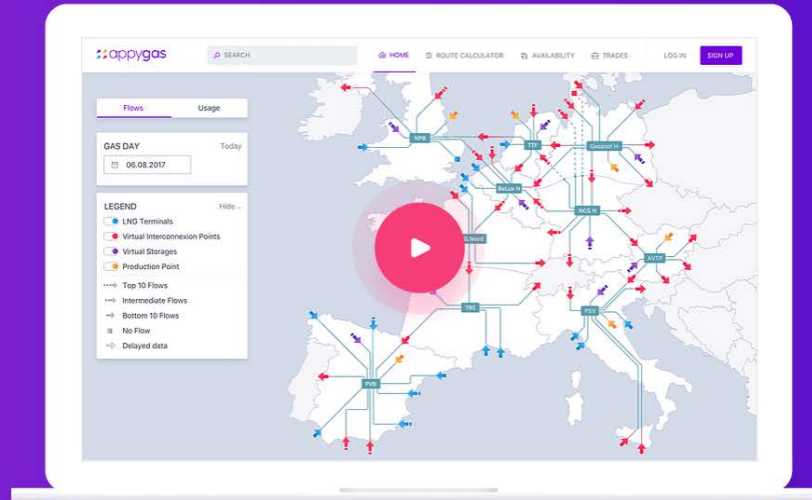 appygas
SEARCH
HOME
ROUTE CALCULATOR
AVAILABILITY
TRADES
LOG IN
SIGN UP
Flows
Usage
GAS DAY
Today
06.08.2017
LEGEND
Hide
LNG Terminals
Virtual Interconnexion Points
Virtual Storages
Production Point
Top 10 Flows
Intermediate Flows
Bottom 10 Flows
No Flow
Delayed data
NPB
TTF
Gaspool H
BeLux H
NCG H
G Nord
AVTP
TRS
PSV
PVB